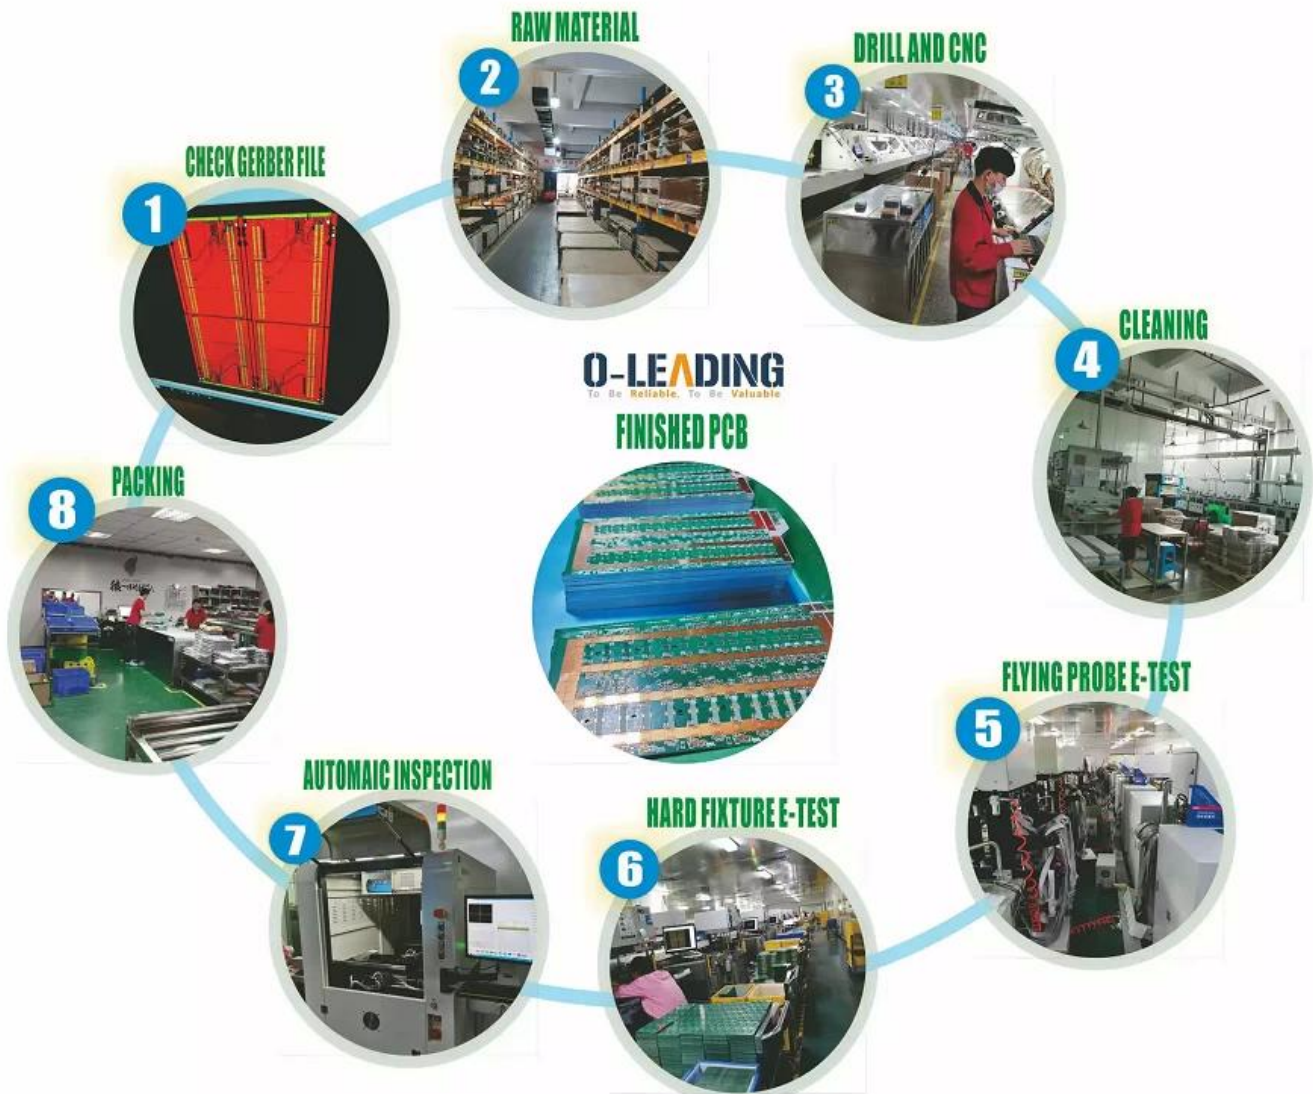 RAW MATERIAL
2
DRILL AND CNC
3
CHECK GERBER FILE
1
CLEANING
4
O-LEADING
To Be Reliable, To Be Valuable
FINISHED PCB
PACKING
8
FLYING PROBE E-TEST
5
AUTOMAIC INSPECTION
7
HARD FIXTURE E-TEST
6